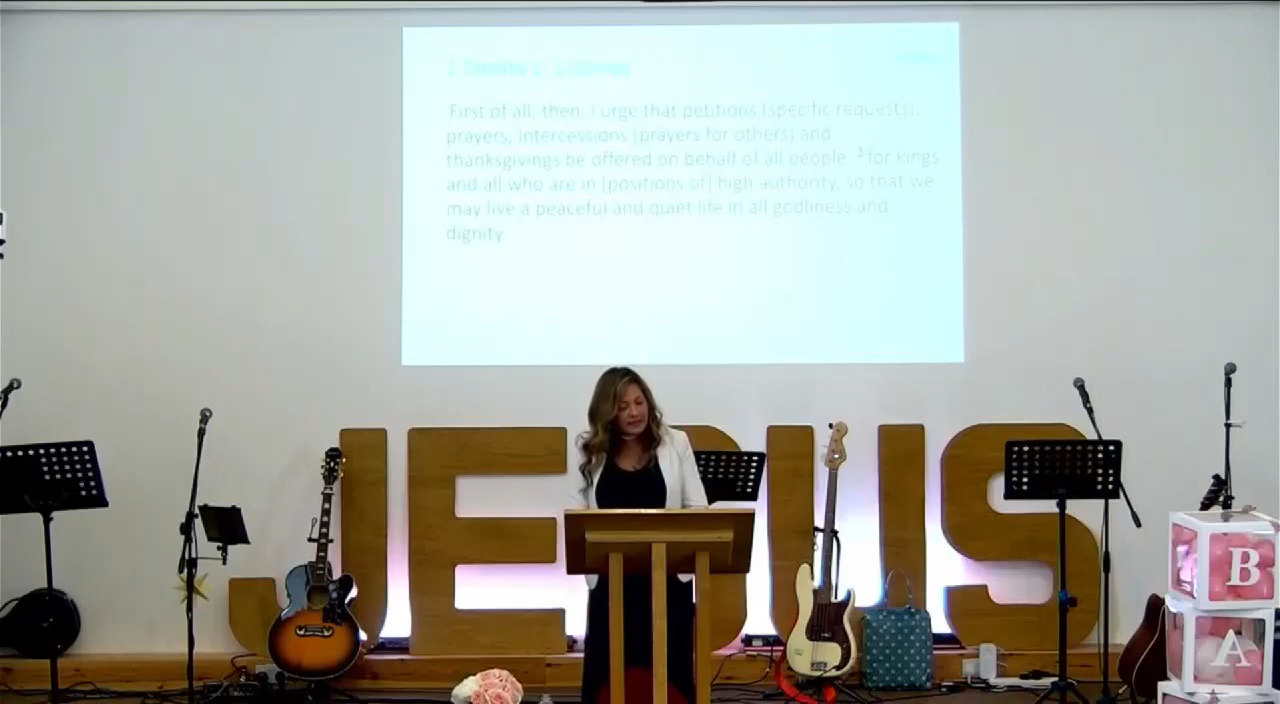 First of all, then, I urge that petitions (specific requests),
prayers, intercessions (prayers for others) and
thanksgivings be offered on behalf of all people, ² for kings
and all who are in [positions of] high authority, so that we
may live a peaceful and quiet life in all godliness and
dignity
JESUS
B
A